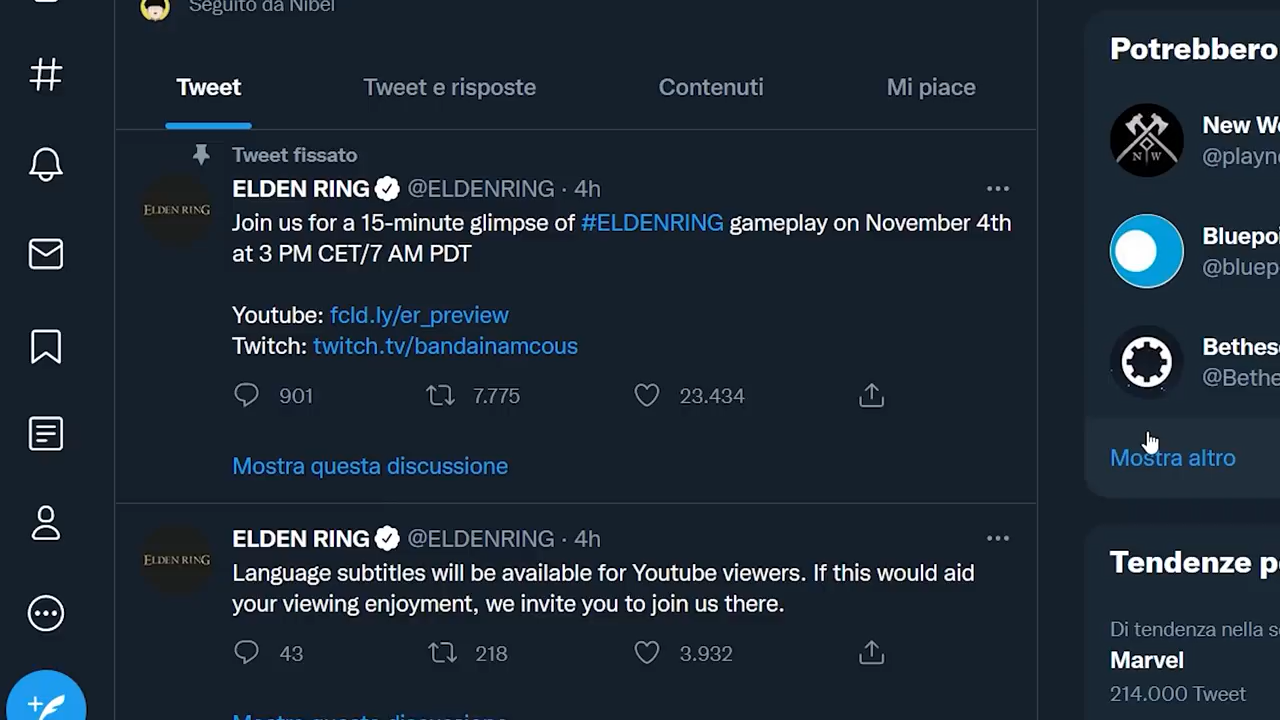 Seguito da Nibel
Tweet
Tweet e risposte
Contenuti
Mi piace
Tweet fissato
ELDEN RING @ELDENRING · 4h
ELDEN RING
Join us for a 15-minute glimpse of #ELDENRING gameplay on November 4th
at 3 PM CET/7 AM PDT
Youtube: fcld.ly/er_preview
Twitch: twitch.tv/bandainamcous
901 7.775 23.434
Mostra questa discussione
ELDEN RING @ELDENRING · 4h
ELDEN RING
Language subtitles will be available for Youtube viewers. If this would aid
your viewing enjoyment, we invite you to join us there.
43 218 3.932
Potrebbero
New W
N W
@playn
Bluepo
@bluep
Bethes
@Bethe
Mostra altro
Tendenze p
Di tendenza nella s
Marvel
214.000 Tweet